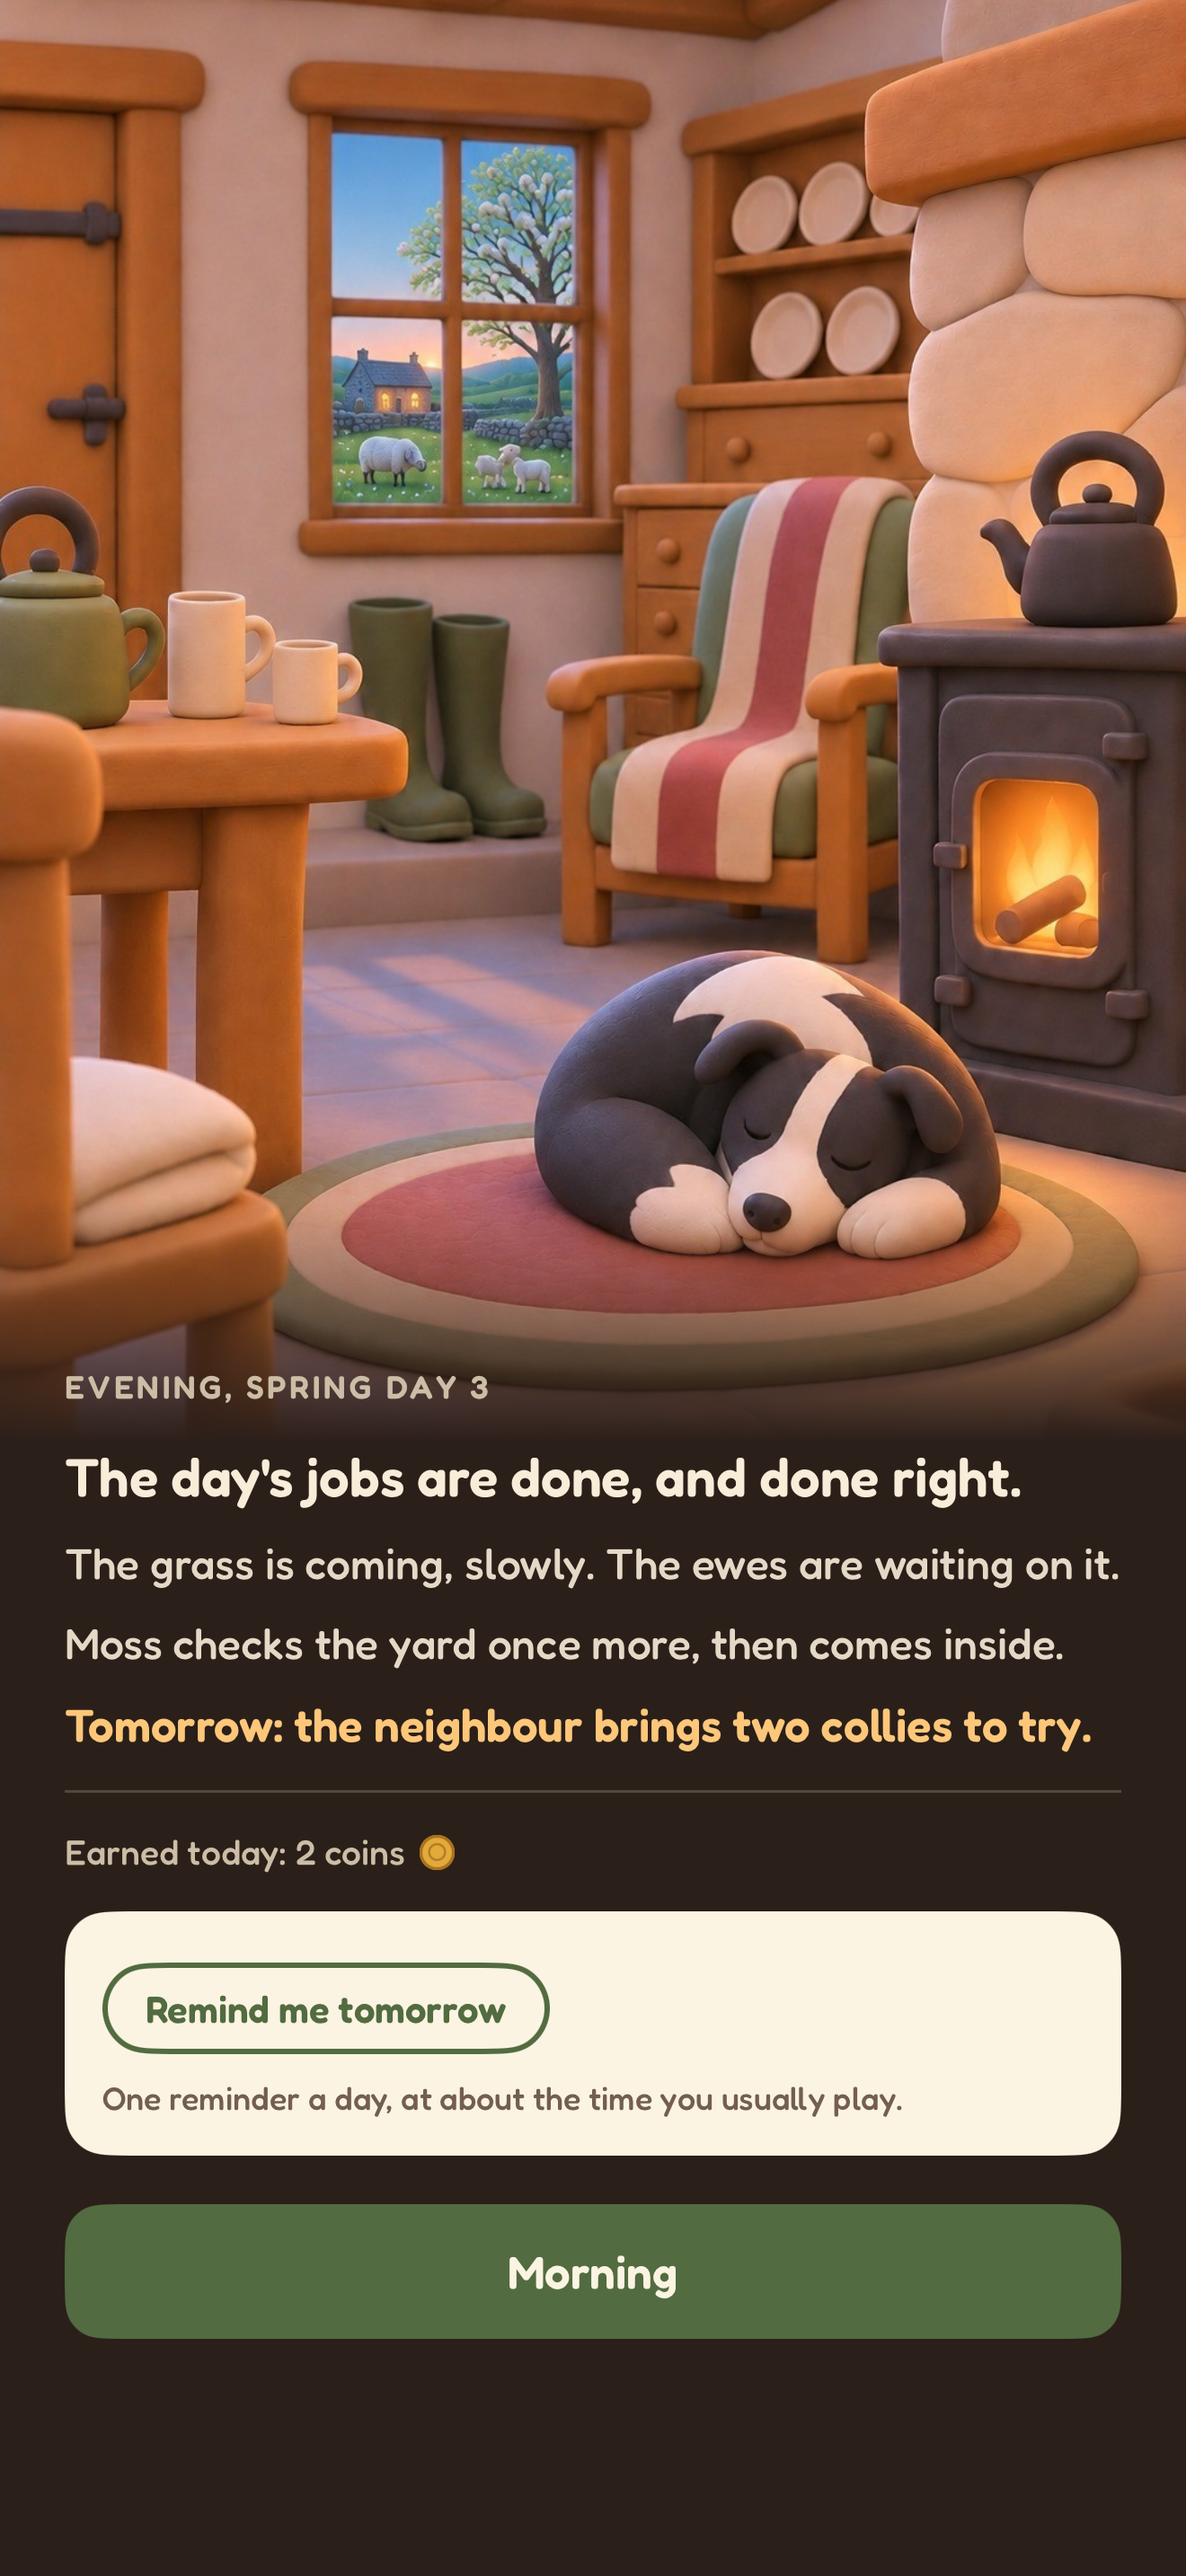 EVENING, SPRING DAY 3
The day's jobs are done, and done right.
The grass is coming, slowly. The ewes are waiting on it.
Moss checks the yard once more, then comes inside.
Tomorrow: the neighbour brings two collies to try.
Earned today: 2 coins
Remind me tomorrow
One reminder a day, at about the time you usually play.
Morning